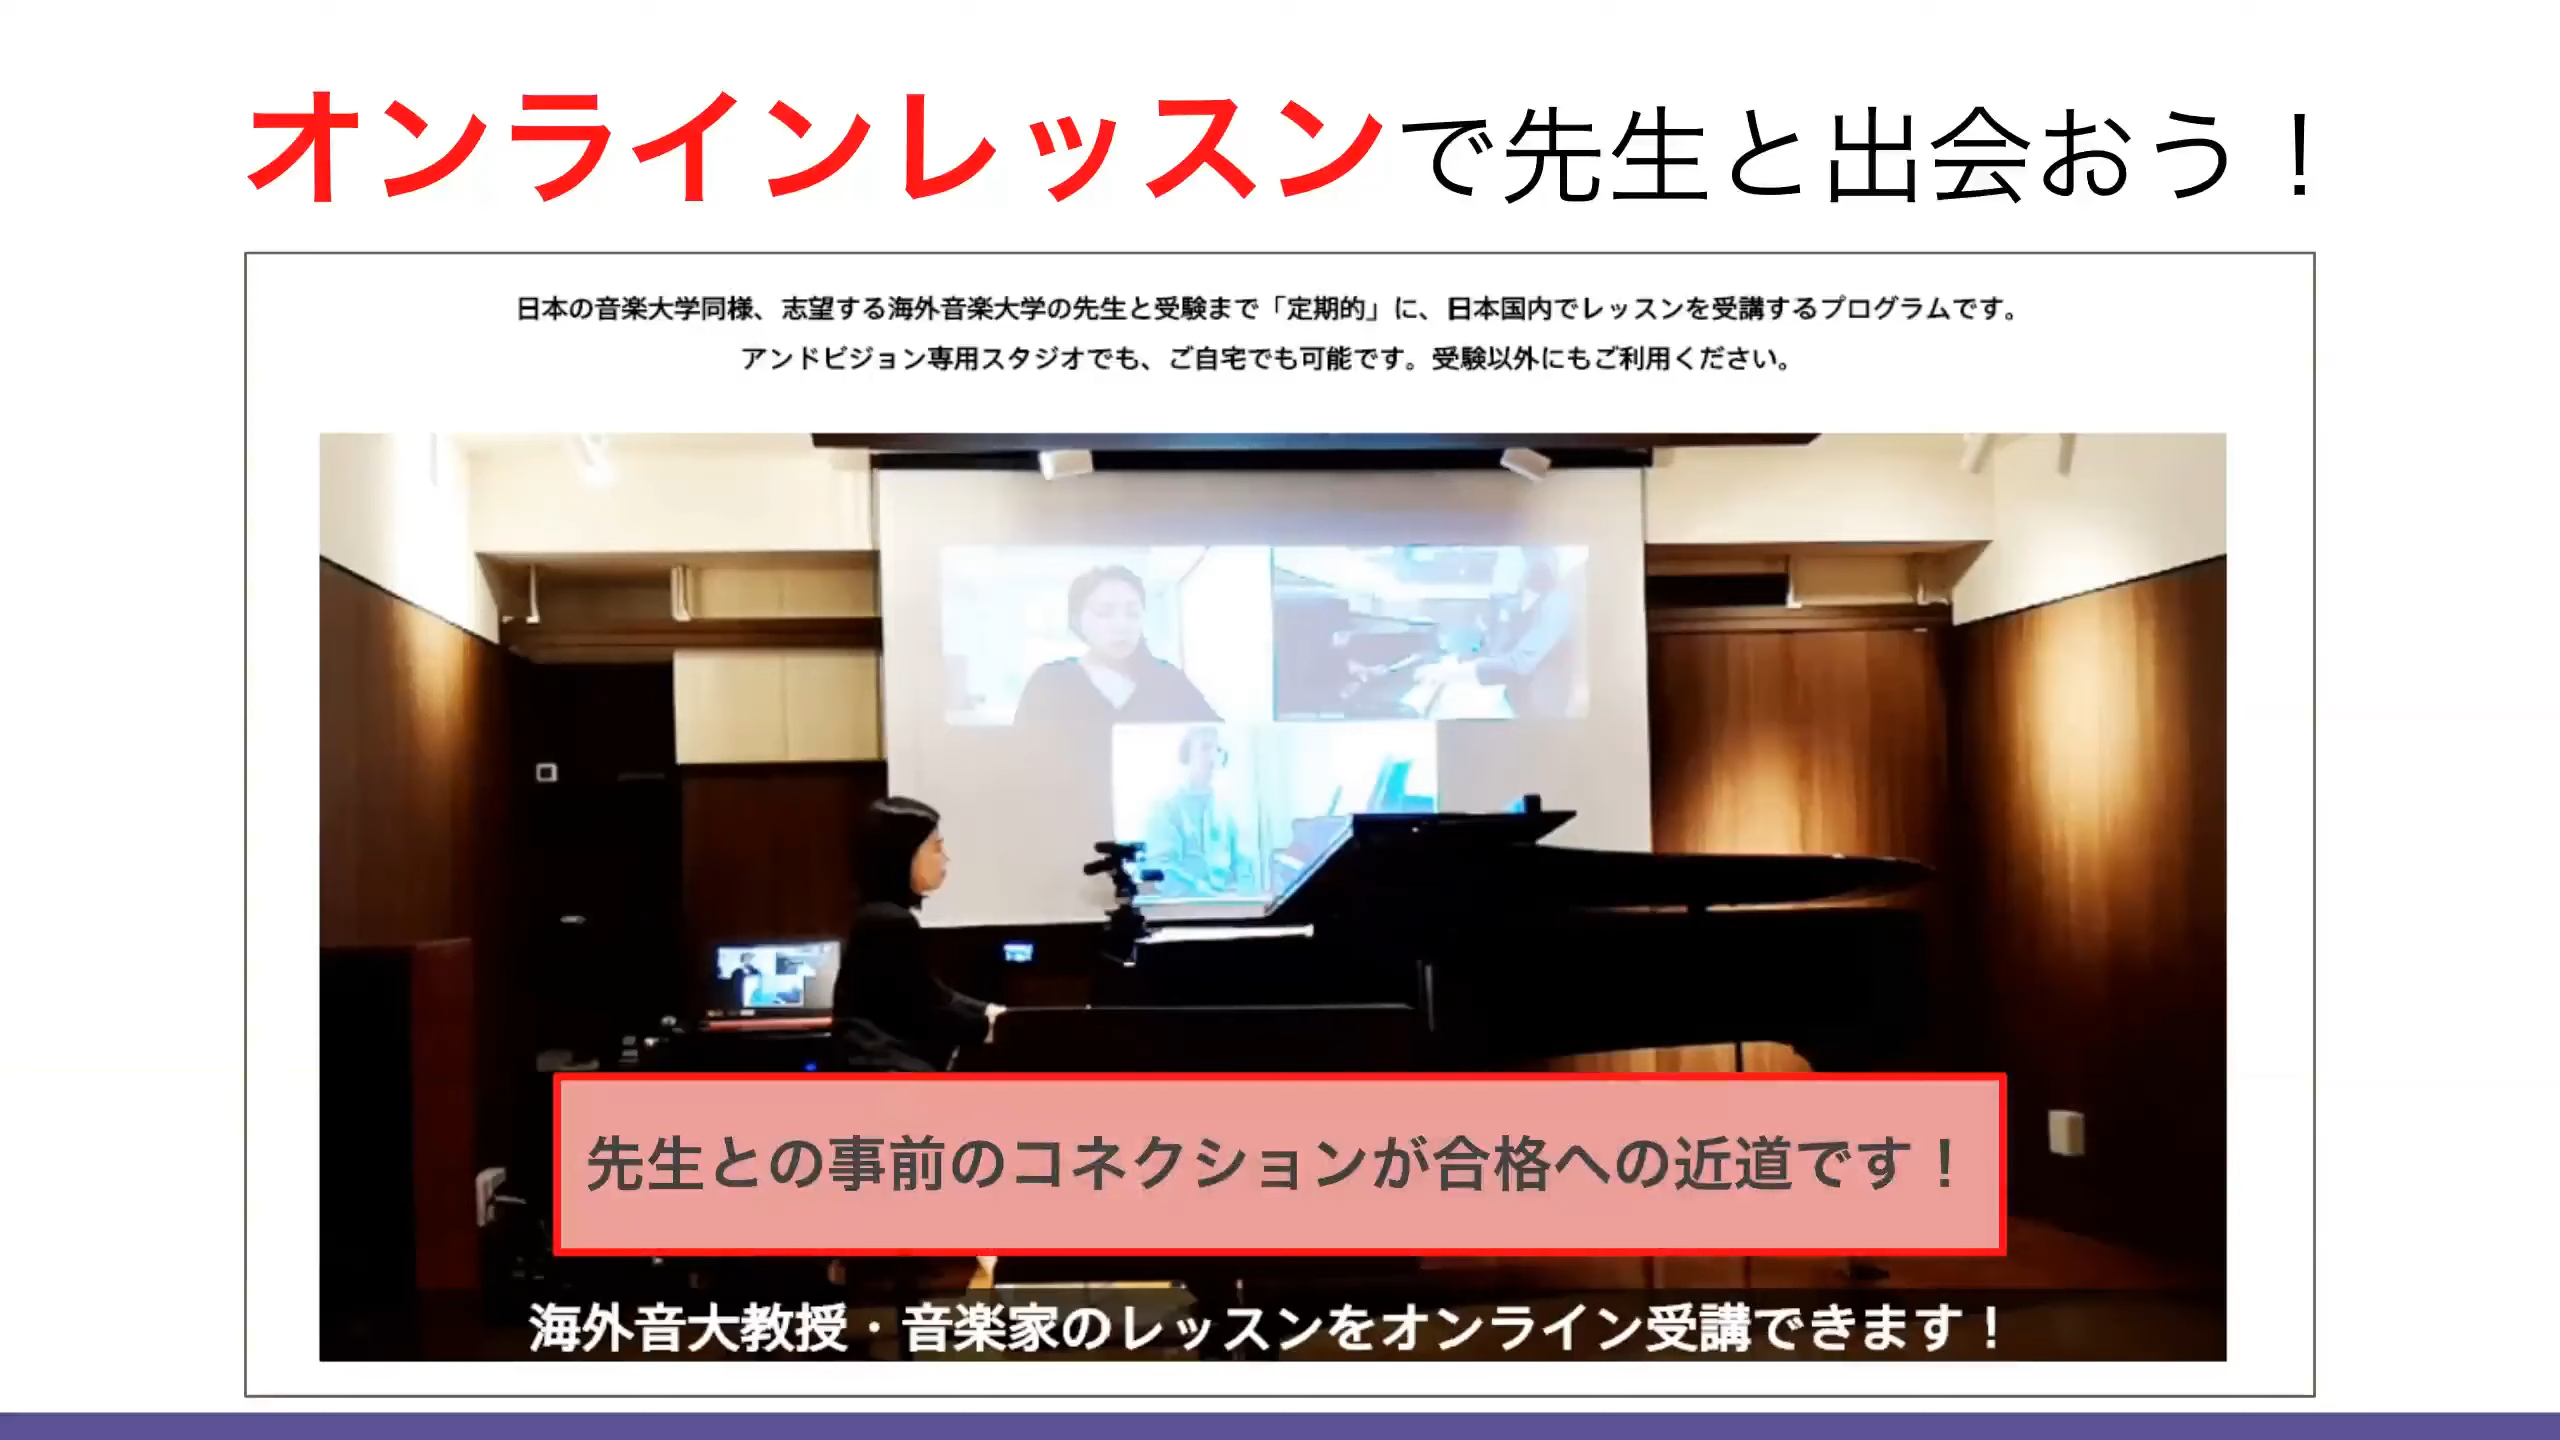 オンラインレッスンで先生と出会おう！
日本の音楽大学同様、志望する海外音楽大学の先生と受験まで「定期的」に、日本国内でレッスンを受講するプログラムです。
アンドビジョン専用スタジオでも、ご自宅でも可能です。受験以外にもご利用ください。
先生との事前のコネクションが合格への近道です！
海外音大教授・音楽家のレッスンをオンライン受講できます！